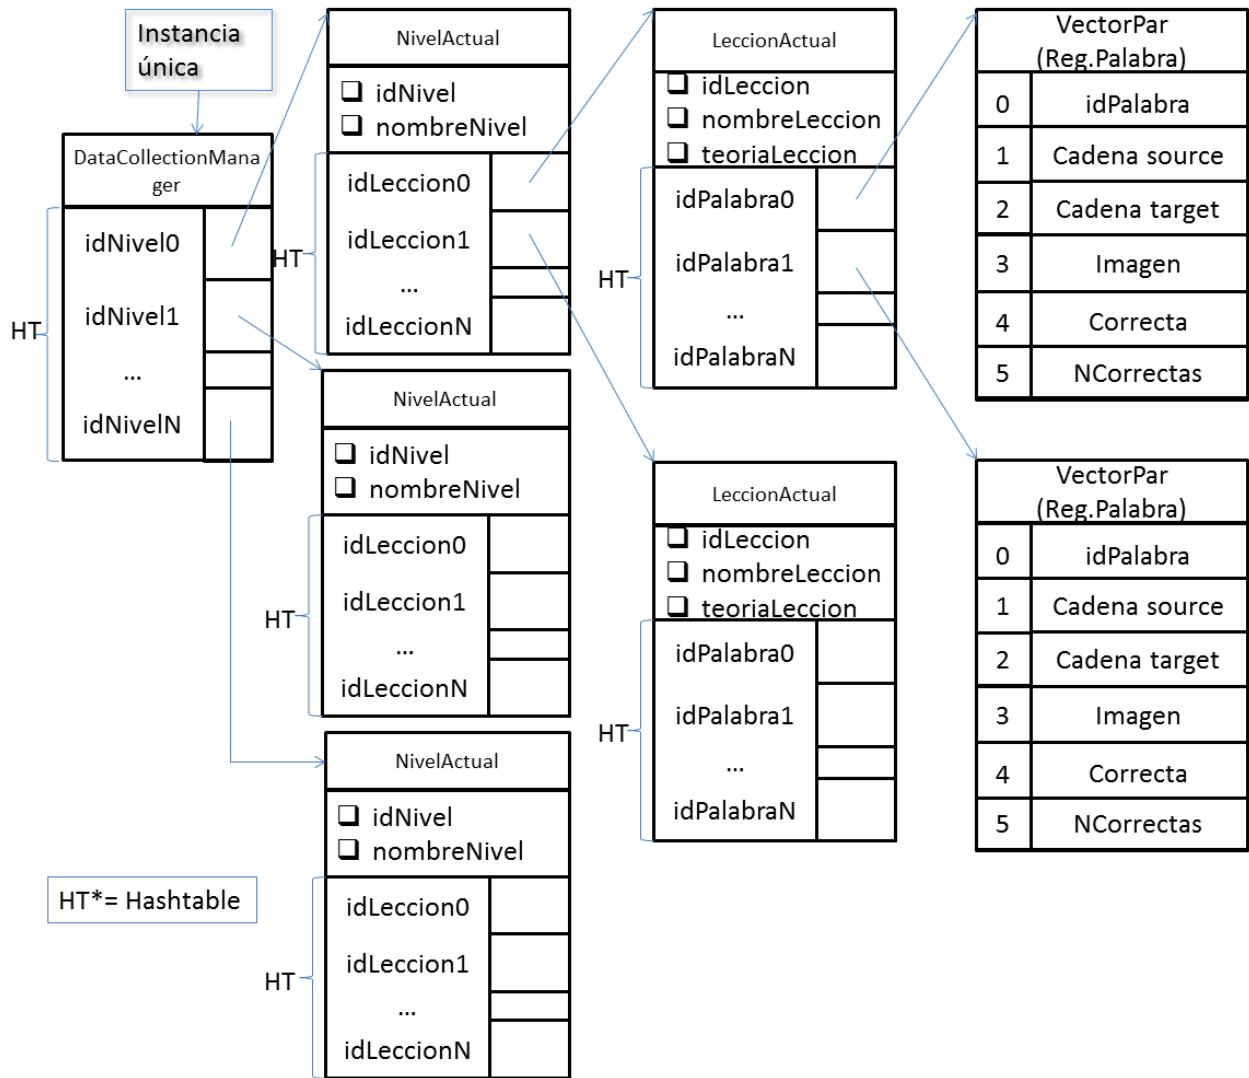 Instancia
única
DataCollectionMana
ger
HT
idNivel0
idNivel1
...
idNivelN
HT*= Hashtable
NivelActual
❑ idNivel
❑ nombreNivel
HT
idLeccion0
idLeccion1
...
idLeccionN
NivelActual
❑ idNivel
❑ nombreNivel
HT
idLeccion0
idLeccion1
...
idLeccionN
NivelActual
❑ idNivel
❑ nombreNivel
HT
idLeccion0
idLeccion1
...
idLeccionN
LeccionActual
❑ idLeccion
❑ nombreLeccion
❑ teoriaLeccion
HT
idPalabra0
idPalabra1
...
idPalabraN
LeccionActual
❑ idLeccion
❑ nombreLeccion
❑ teoriaLeccion
HT
idPalabra0
idPalabra1
...
idPalabraN
VectorPar
(Reg.Palabra)
0 idPalabra
1 Cadena source
2 Cadena target
3 Imagen
4 Correcta
5 NCorrectas
VectorPar
(Reg.Palabra)
0 idPalabra
1 Cadena source
2 Cadena target
3 Imagen
4 Correcta
5 NCorrectas